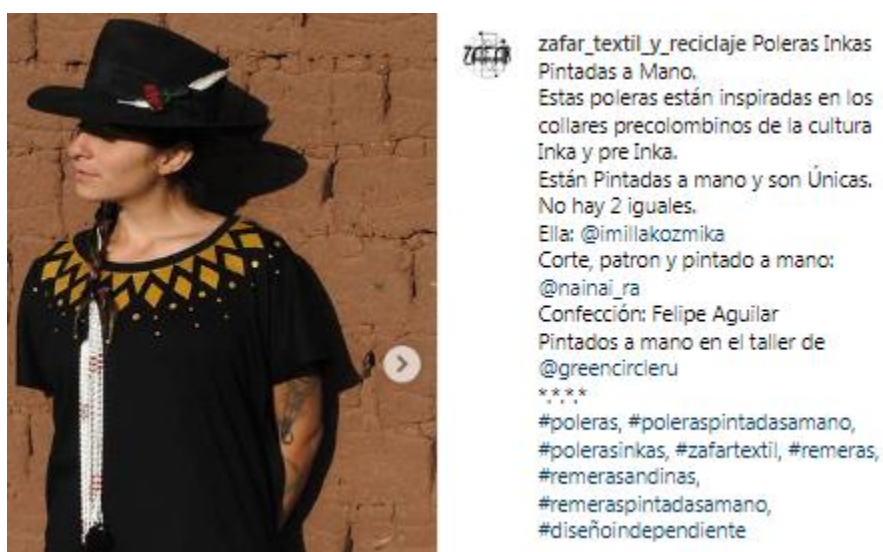 zafar_textil_y_reciclaje Poleras Inkas
Pintadas a Mano.
Estas poleras están inspiradas en los
collares precolombinos de la cultura
Inka y pre Inka.
Están Pintadas a mano y son Únicas.
No hay 2 iguales.
Ella: @imillakozmika
Corte, patron y pintado a mano:
@nainai_ra
Confección: Felipe Aguilar
Pintados a mano en el taller de
@greencircleru
*.*.*.*
#poleras, #poleraspintadasamano,
#polerasinkas, #zafartextil, #remeras,
#remerasandinas,
#remeraspintadasamano,
#diseñoindependiente